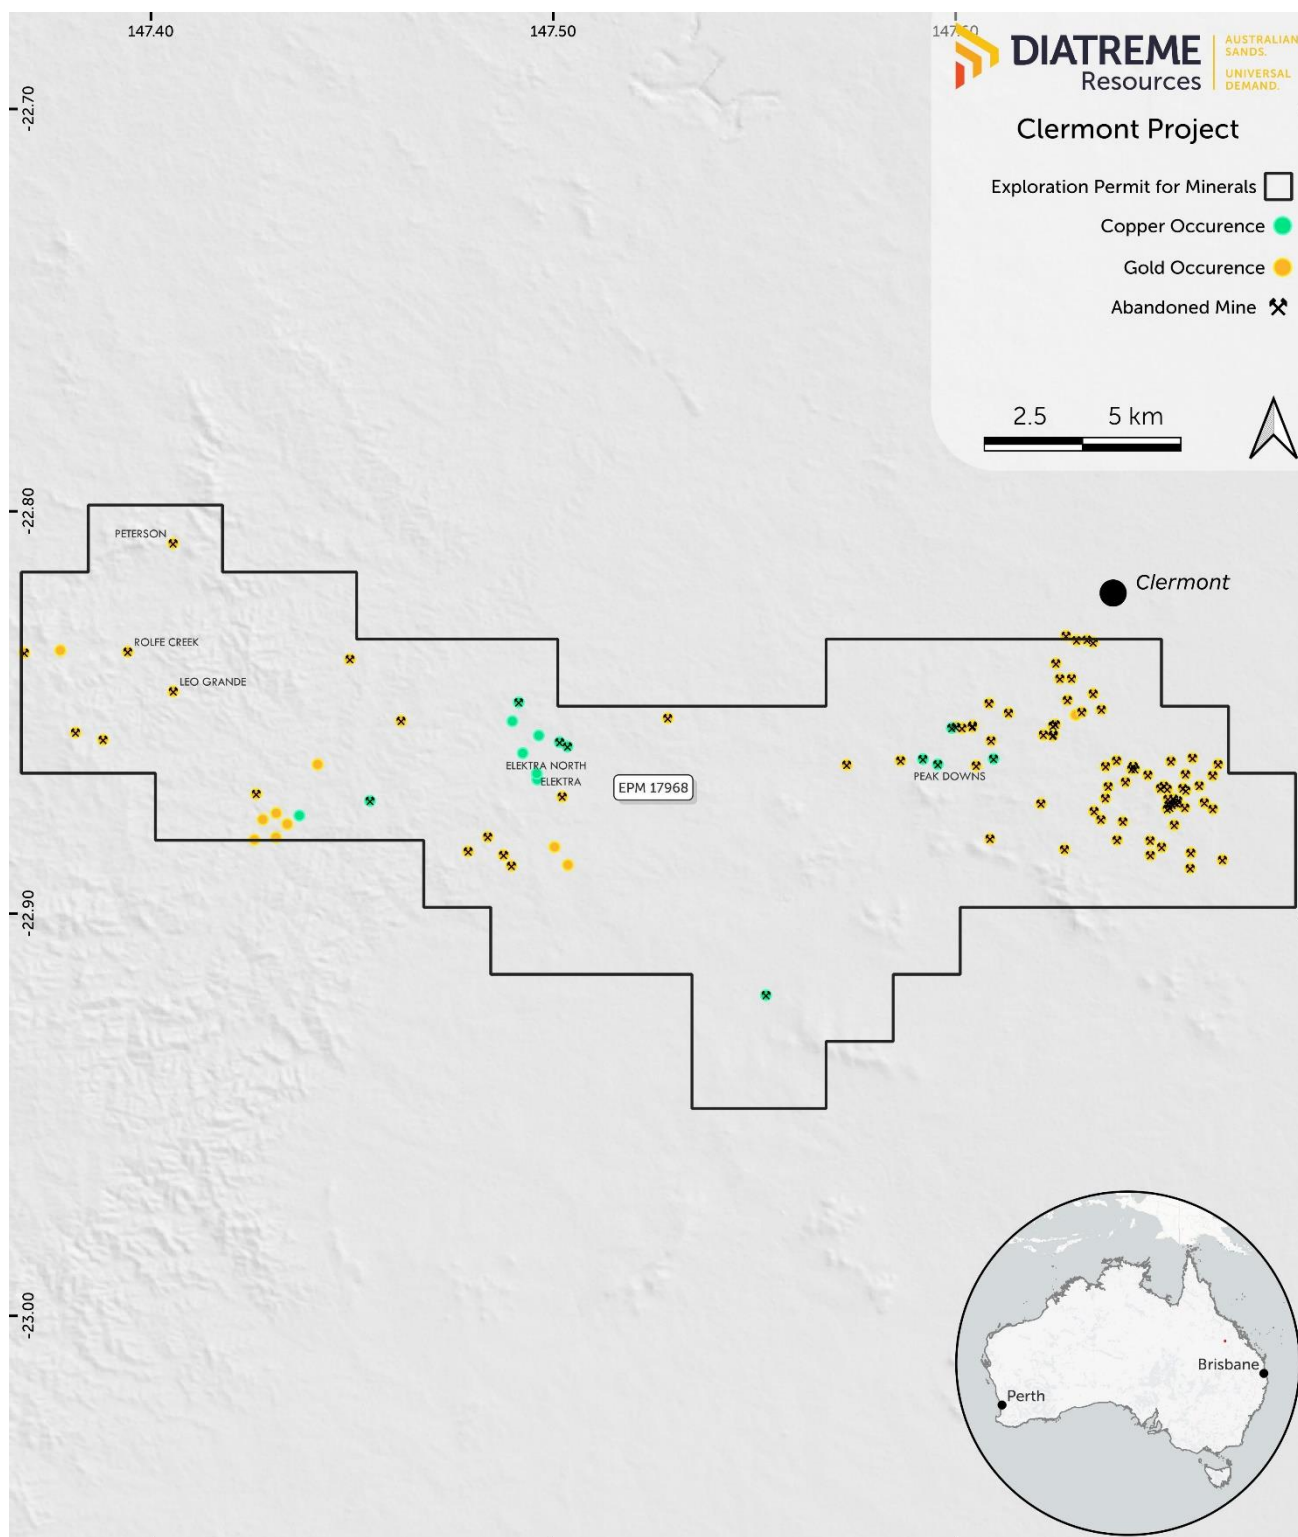 147.40
147.50
147.60
-22.70
-22.80
-22.90
-23.00
DIATREME
Resources
AUSTRALIAN
SANDS.
UNIVERSAL
DEMAND.
Clermont Project
Exploration Permit for Minerals
Copper Occurence
Gold Occurence
Abandoned Mine
2.5 5 km
PETERSON
Clermont
ROLFE CREEK
LEO GRANDE
ELEKTRA NORTH
ELEKTRA
EPM 17968
PEAK DOWNS
Brisbane
Perth